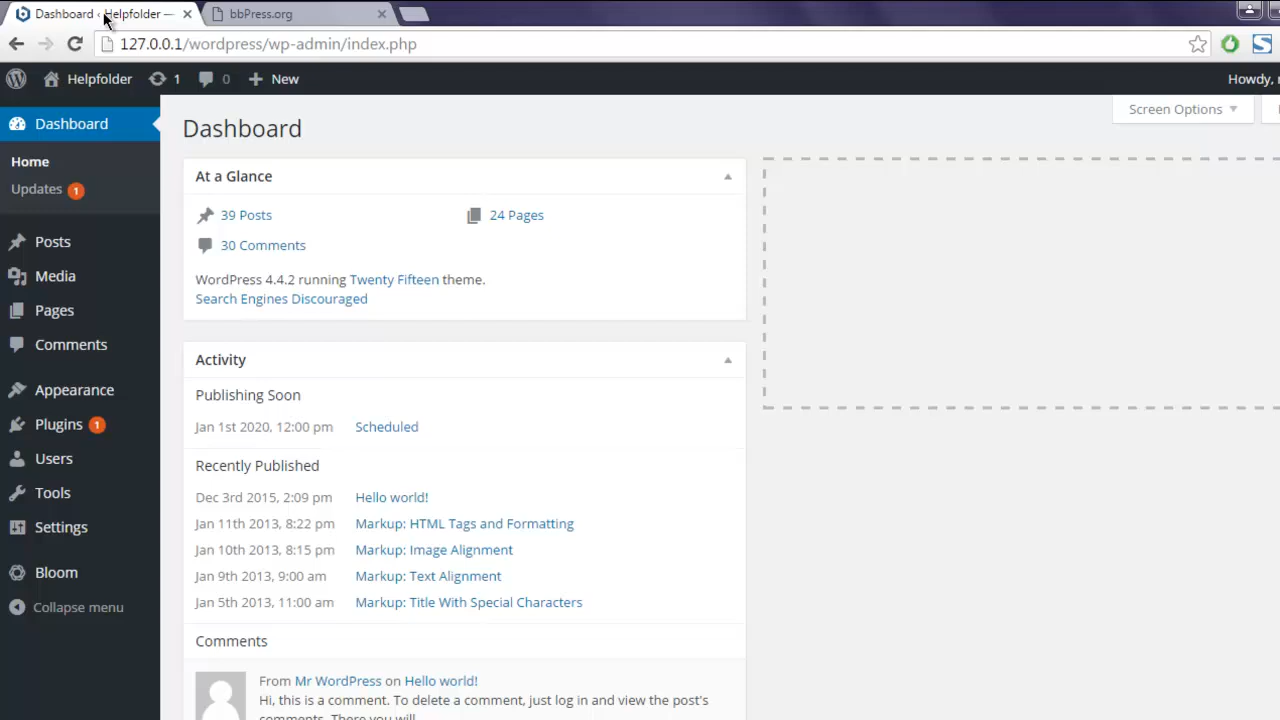 Dashboard ‹ Helpfolder —
bbPress.org
127.0.0.1/wordpress/wp-admin/index.php
Helpfolder 1 0 New
Howdy,
Dashboard
Home
Updates 1
Posts
Media
Pages
Comments
Appearance
Plugins 1
Users
Tools
Settings
Bloom
Collapse menu
Screen Options
Dashboard
At a Glance
39 Posts
24 Pages
30 Comments
WordPress 4.4.2 running Twenty Fifteen theme.
Search Engines Discouraged
Activity
Publishing Soon
Jan 1st 2020, 12:00 pm Scheduled
Recently Published
Dec 3rd 2015, 2:09 pm Hello world!
Jan 11th 2013, 8:22 pm Markup: HTML Tags and Formatting
Jan 10th 2013, 8:15 pm Markup: Image Alignment
Jan 9th 2013, 9:00 am Markup: Text Alignment
Jan 5th 2013, 11:00 am Markup: Title With Special Characters
Comments
From Mr WordPress on Hello world!
Hi, this is a comment. To delete a comment, just log in and view the post's
comments. There you will